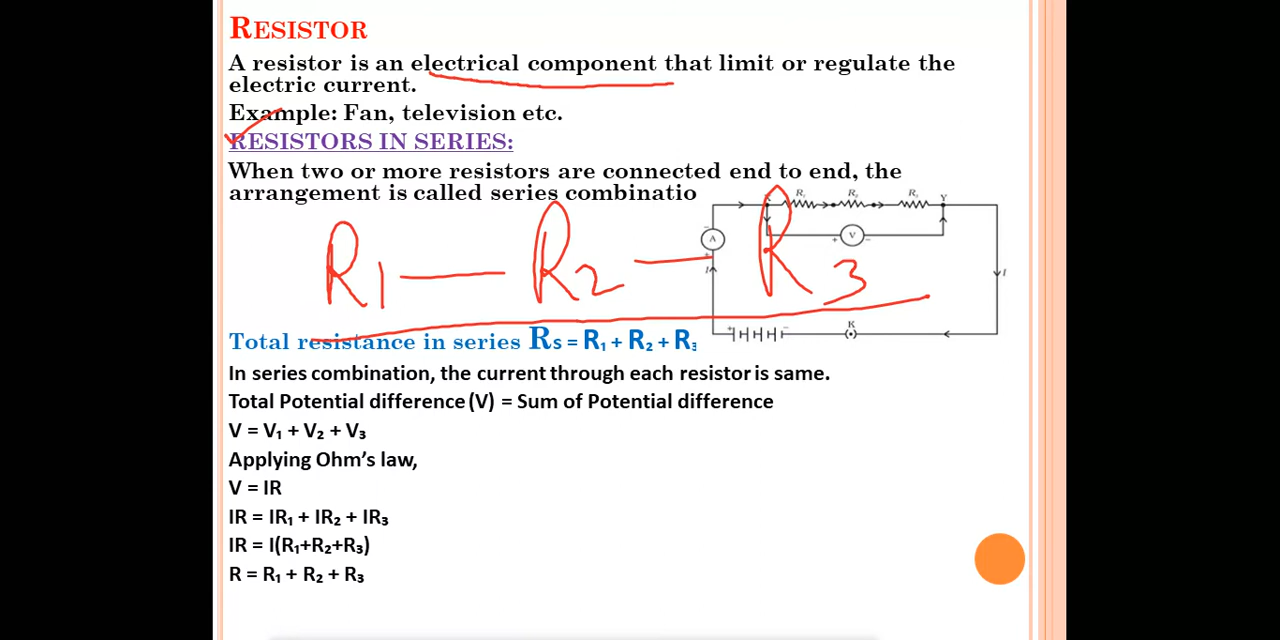 RESISTOR
A resistor is an electrical component that limit or regulate the
electric current.
Example: Fan, television etc.
RESISTORS IN SERIES:
When two or more resistors are connected end to end, the
arrangement is called series combinatio
R₁ — R₂ — R₃
R₁ R₂ R₃ Y
A
V
+ −
I
I
K
+ −
Total resistance in series Rs = R₁ + R₂ + R₃
In series combination, the current through each resistor is same.
Total Potential difference (V) = Sum of Potential difference
V = V₁ + V₂ + V₃
Applying Ohm's law,
V = IR
IR = IR₁ + IR₂ + IR₃
IR = I(R₁+R₂+R₃)
R = R₁ + R₂ + R₃